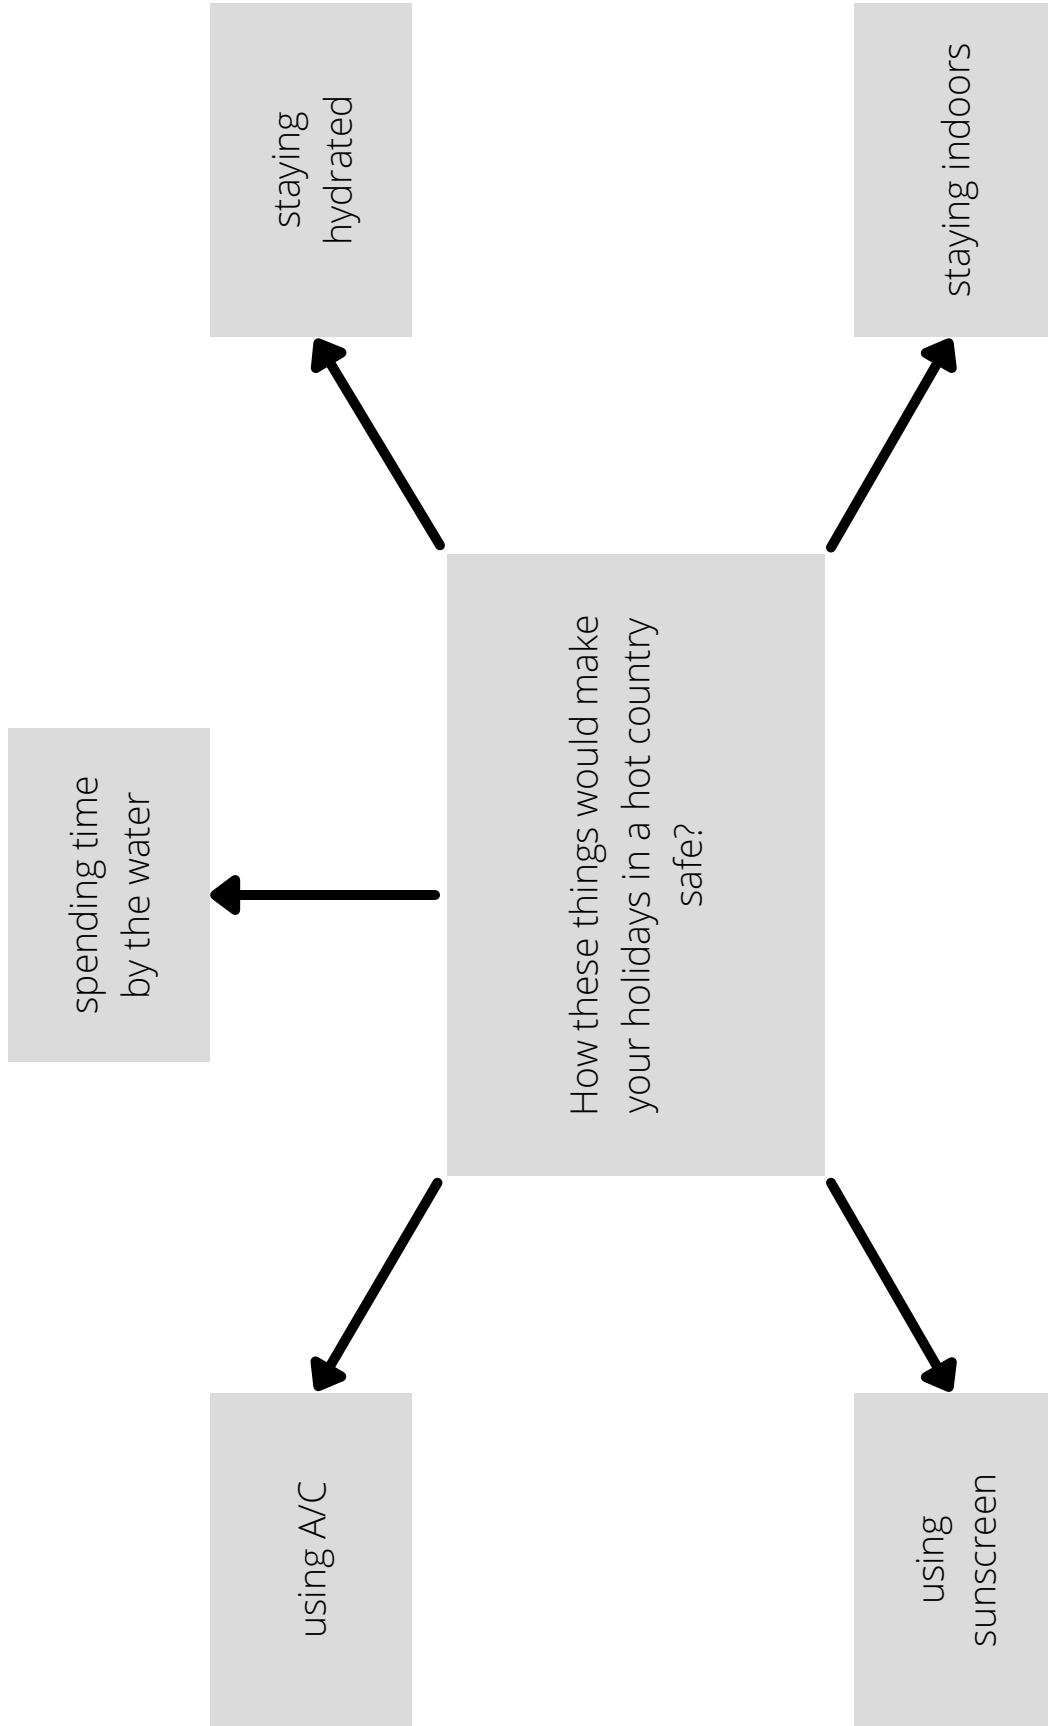 spending time
by the water
using A/C
staying
hydrated
How these things would make
your holidays in a hot country
safe?
using
sunscreen
staying indoors